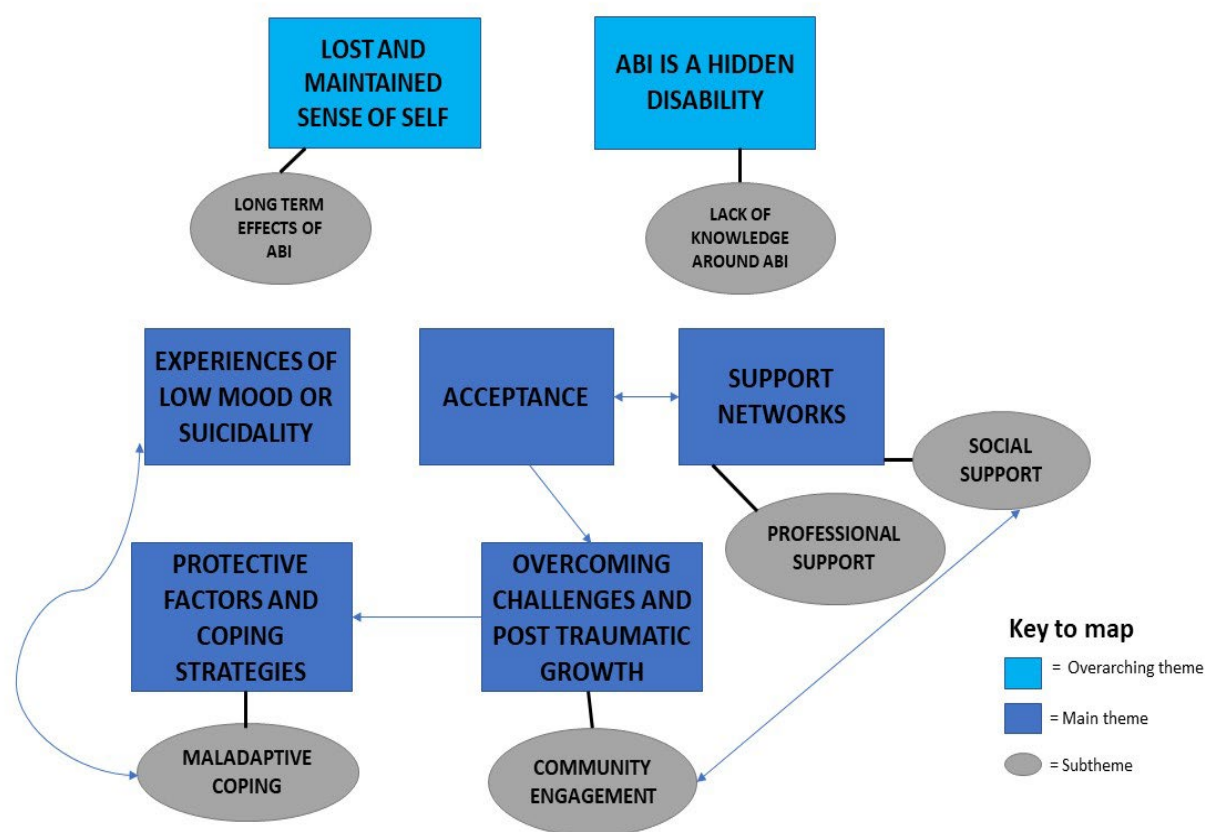 LOST AND
MAINTAINED
SENSE OF SELF
ABI IS A HIDDEN
DISABILITY
LONG TERM
EFFECTS OF
ABI
LACK OF
KNOWLEDGE
AROUND ABI
EXPERIENCES OF
LOW MOOD OR
SUICIDALITY
ACCEPTANCE
SUPPORT
NETWORKS
SOCIAL
SUPPORT
PROFESSIONAL
SUPPORT
PROTECTIVE
FACTORS AND
COPING
STRATEGIES
OVERCOMING
CHALLENGES AND
POST TRAUMATIC
GROWTH
MALADAPTIVE
COPING
COMMUNITY
ENGAGEMENT
Key to map
= Overarching theme
= Main theme
= Subtheme